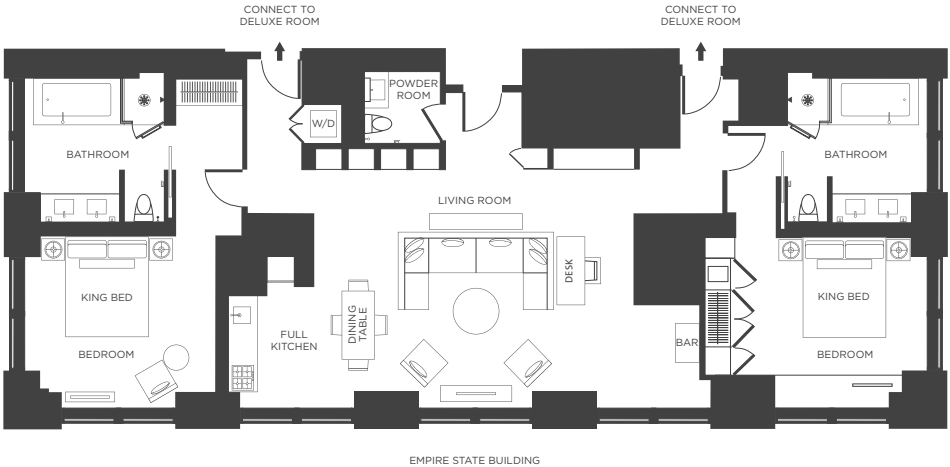 CONNECT TO
DELUXE ROOM
CONNECT TO
DELUXE ROOM
POWDER
ROOM
W/D
BATHROOM
BATHROOM
LIVING ROOM
DESK
KING BED
KING BED
DINING
TABLE
FULL
KITCHEN
BAR
BEDROOM
BEDROOM
EMPIRE STATE BUILDING